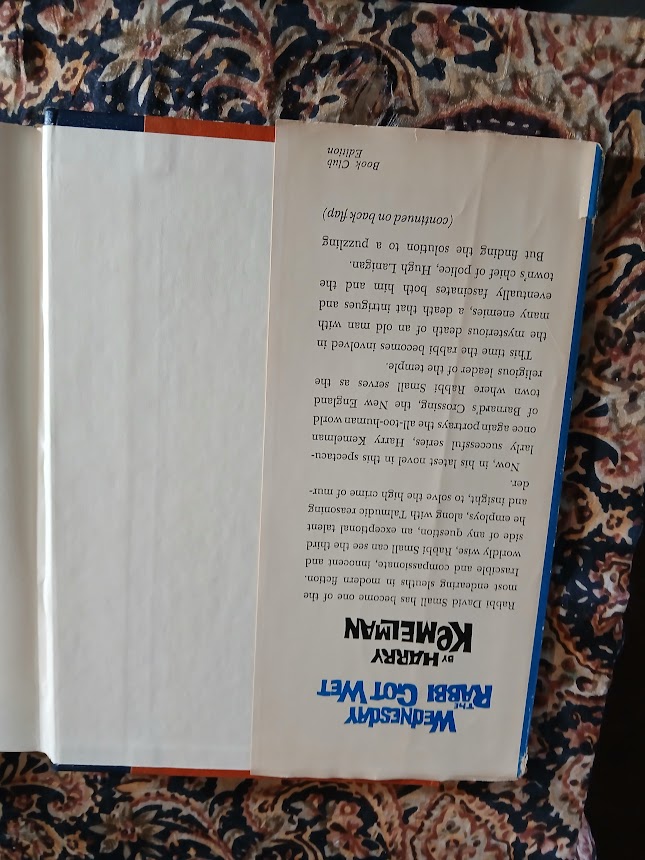 WEDNESDAY
THE
RABBI GOT WET
BY HARRY
KEMELMAN
Rabbi David Small has become one of the
most endearing sleuths in modern fiction.
Irascible and compassionate, innocent and
worldly wise, Rabbi Small can see the third
side of any question, an exceptional talent
he employs, along with Talmudic reasoning
and insight, to solve the high crime of mur-
der.
Now, in his latest novel in this spectacu-
larly successful series, Harry Kemelman
once again portrays the all-too-human world
of Barnard's Crossing, the New England
town where Rabbi Small serves as the
religious leader of the temple.
This time the rabbi becomes involved in
the mysterious death of an old man with
many enemies, a death that intrigues and
eventually fascinates both him and the
town's chief of police, Hugh Lanigan.
But finding the solution to a puzzling
(continued on back flap)
Book Club
Edition